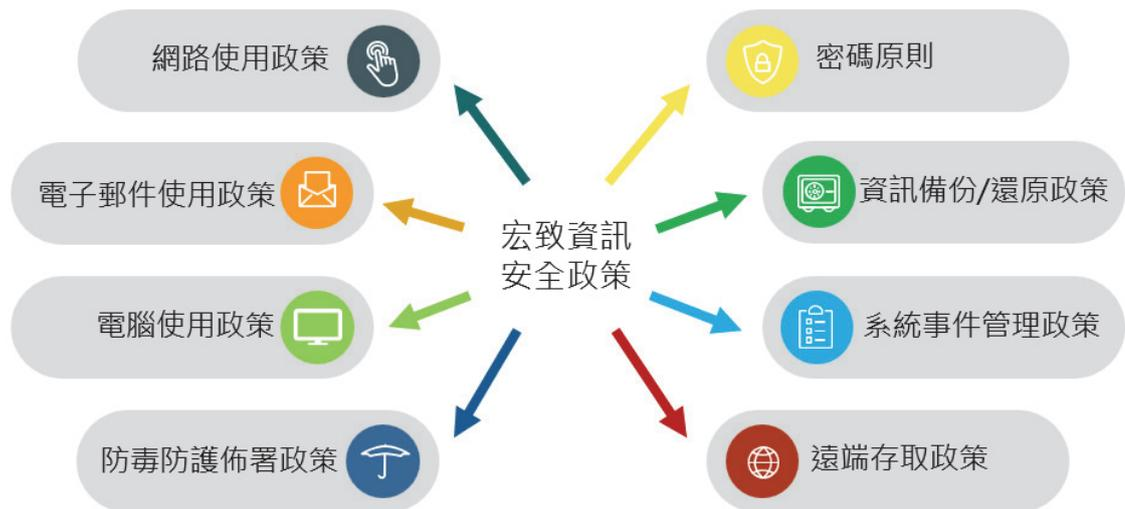 網路使用政策
密碼原則
電子郵件使用政策
資訊備份/還原政策
宏致資訊
安全政策
電腦使用政策
系統事件管理政策
防毒防護佈署政策
遠端存取政策